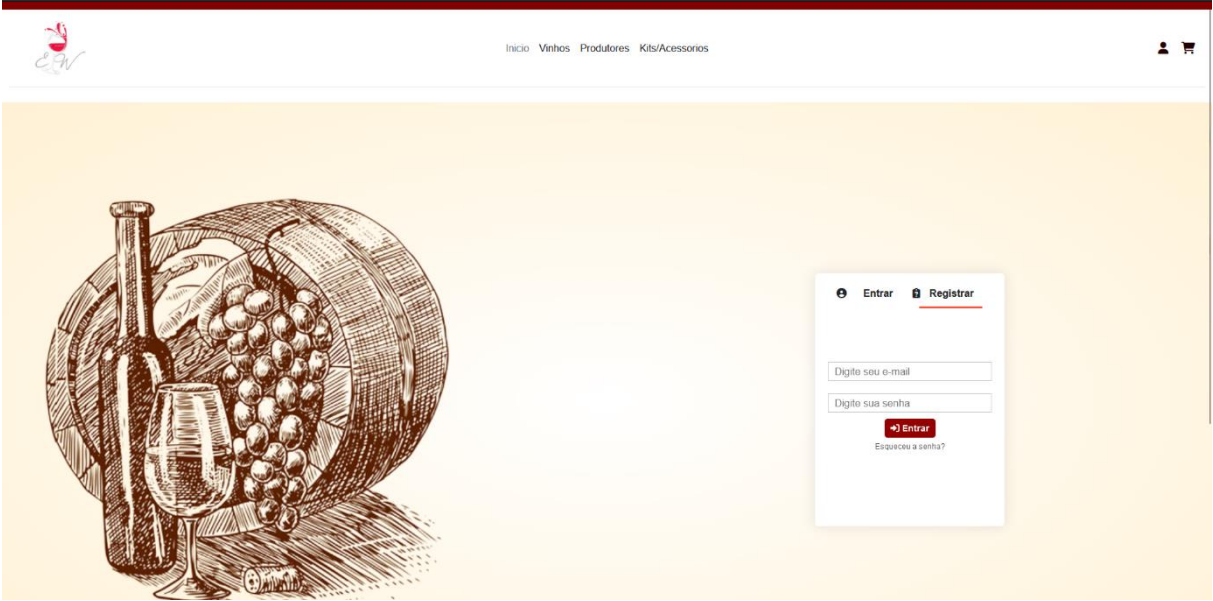 E W
Inicio Vinhos Produtores Kits/Acessorios
Entrar Registrar
Digite seu e-mail
Digite sua senha
Entrar
Esqueceu a senha?